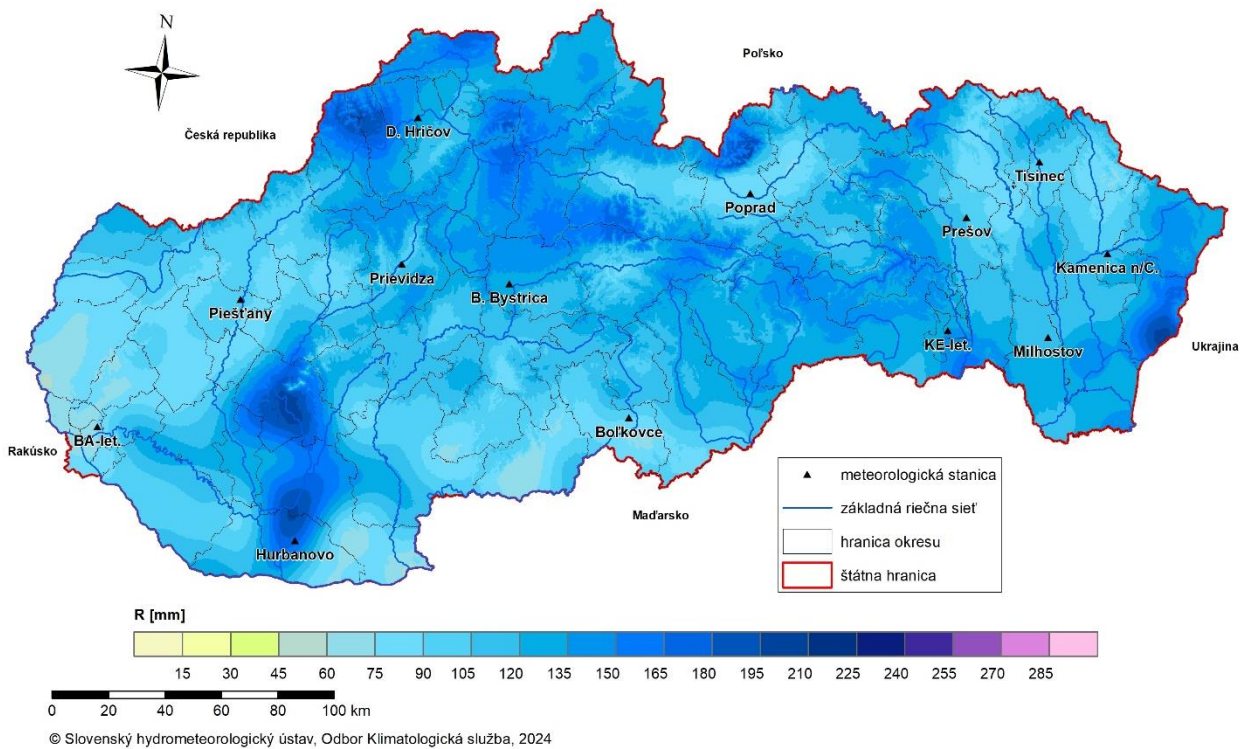 N
Poľsko
Česká republika
D. Hričov
Tisinec
Poprad
Prešov
Kamenica n/C.
Prievidza
B. Bystrica
Piešťany
KE-let.
Milhostov
Ukrajina
Boľkovce
BA-let.
Rakúsko
Maďarsko
Hurbanovo
meteorologická stanica
základná riečna sieť
hranica okresu
štátna hranica
R [mm]
15 30 45 60 75 90 105 120 135 150 165 180 195 210 225 240 255 270 285
0 20 40 60 80 100 km
© Slovenský hydrometeorologický ústav, Odbor Klimatologická služba, 2024